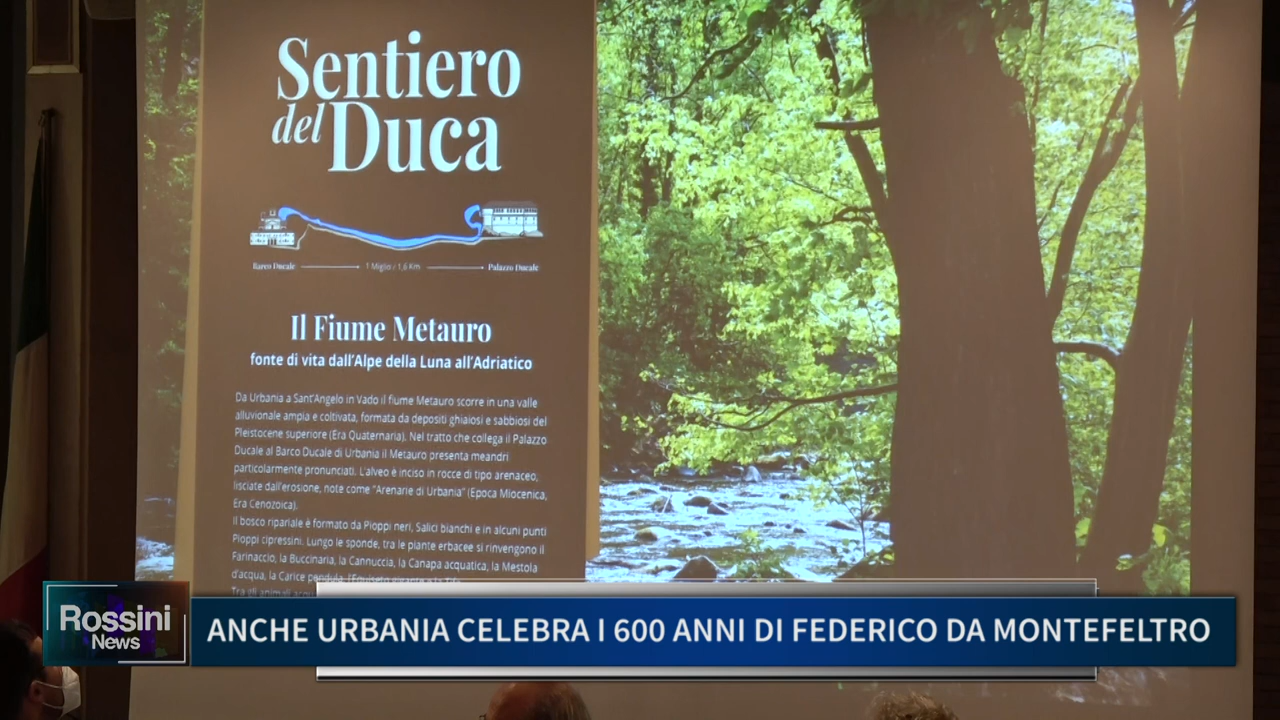 Sentiero
del Duca
Barco Ducale
1 Miglio / 1,6 Km
Palazzo Ducale
Il Fiume Metauro
fonte di vita dall'Alpe della Luna all'Adriatico
Da Urbania a Sant'Angelo in Vado il fiume Metauro scorre in una valle
alluvionale ampia e coltivata, formata da depositi ghiaiosi e sabbiosi del
Pleistocene superiore (Era Quaternaria). Nel tratto che collega il Palazzo
Ducale al Barco Ducale di Urbania il Metauro presenta meandri
particolarmente pronunciati. L'alveo è inciso in rocce di tipo arenaceo,
lisciate dall'erosione, note come "Arenarie di Urbania" (Epoca Miocenica,
Era Cenozoica).
Il bosco ripariale è formato da Pioppi neri, Salici bianchi e in alcuni punti
Pioppi cipressini. Lungo le sponde, tra le piante erbacee si rinvengono il
Farinaccio, la Buccinaria, la Cannuccia, la Canapa acquatica, la Mestola
d'acqua, la Carice pendula, l'Equiseto
Tra gli animali
Rossini
News
ANCHE URBANIA CELEBRA I 600 ANNI DI FEDERICO DA MONTEFELTRO